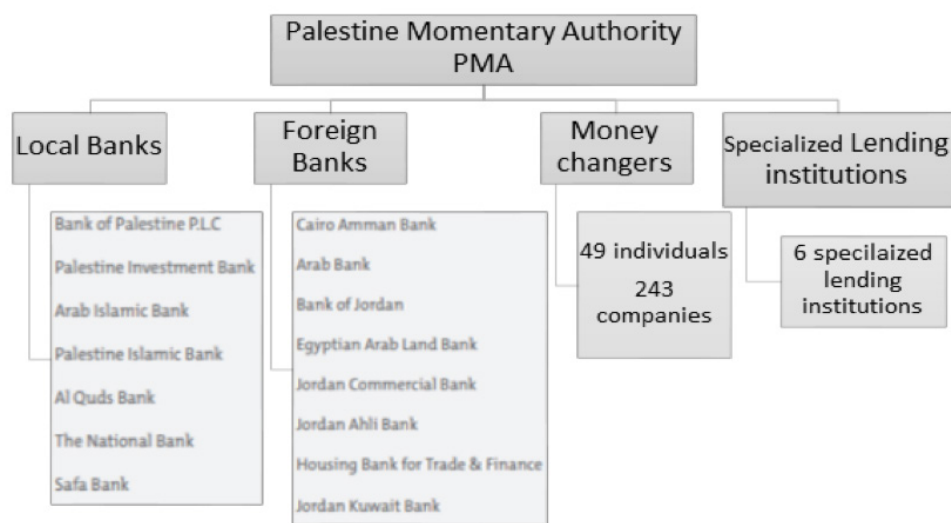 Palestine Momentary Authority
PMA
Local Banks
Foreign
Banks
Money
changers
Specialized Lending
institutions
Bank of Palestine P.L.C
Palestine Investment Bank
Arab Islamic Bank
Palestine Islamic Bank
Al Quds Bank
The National Bank
Safa Bank
Cairo Amman Bank
Arab Bank
Bank of Jordan
Egyptian Arab Land Bank
Jordan Commercial Bank
Jordan Ahli Bank
Housing Bank for Trade & Finance
Jordan Kuwait Bank
49 individuals
243
companies
6 specilaized
lending
institutions